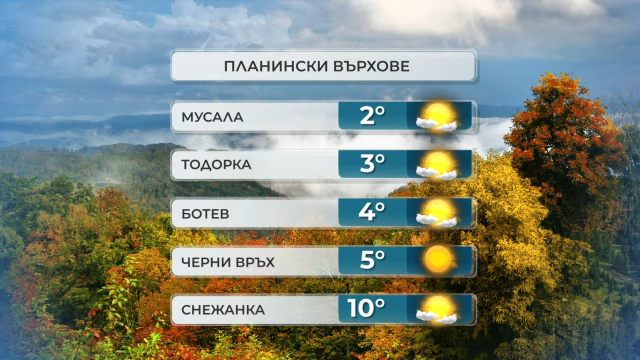 ПЛАНИНСКИ ВЪРХОВЕ
МУСАЛА 2°
ТОДОРКА 3°
БОТЕВ 4°
ЧЕРНИ ВРЪХ 5°
СНЕЖАНКА 10°